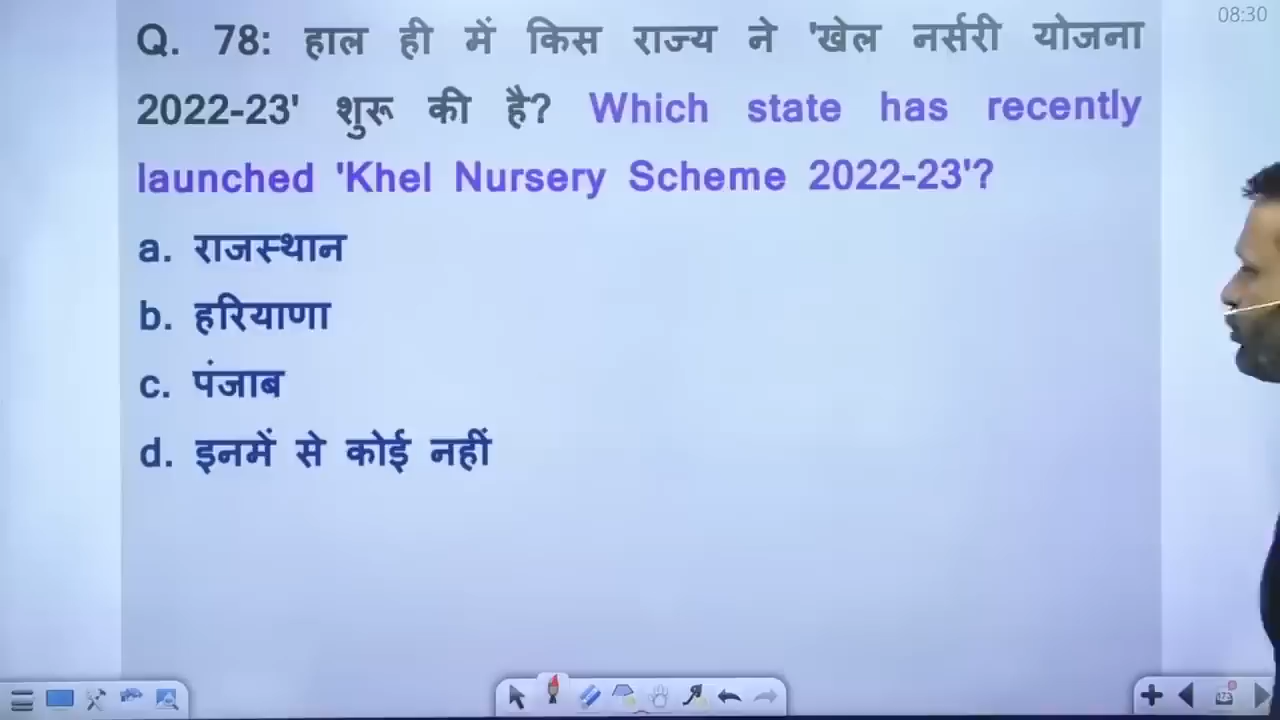 08:30
Q. 78: हाल ही में किस राज्य ने 'खेल नर्सरी योजना
2022-23' शुरू की है? Which state has recently
launched 'Khel Nursery Scheme 2022-23'?
a. राजस्थान
b. हरियाणा
c. पंजाब
d. इनमें से कोई नहीं